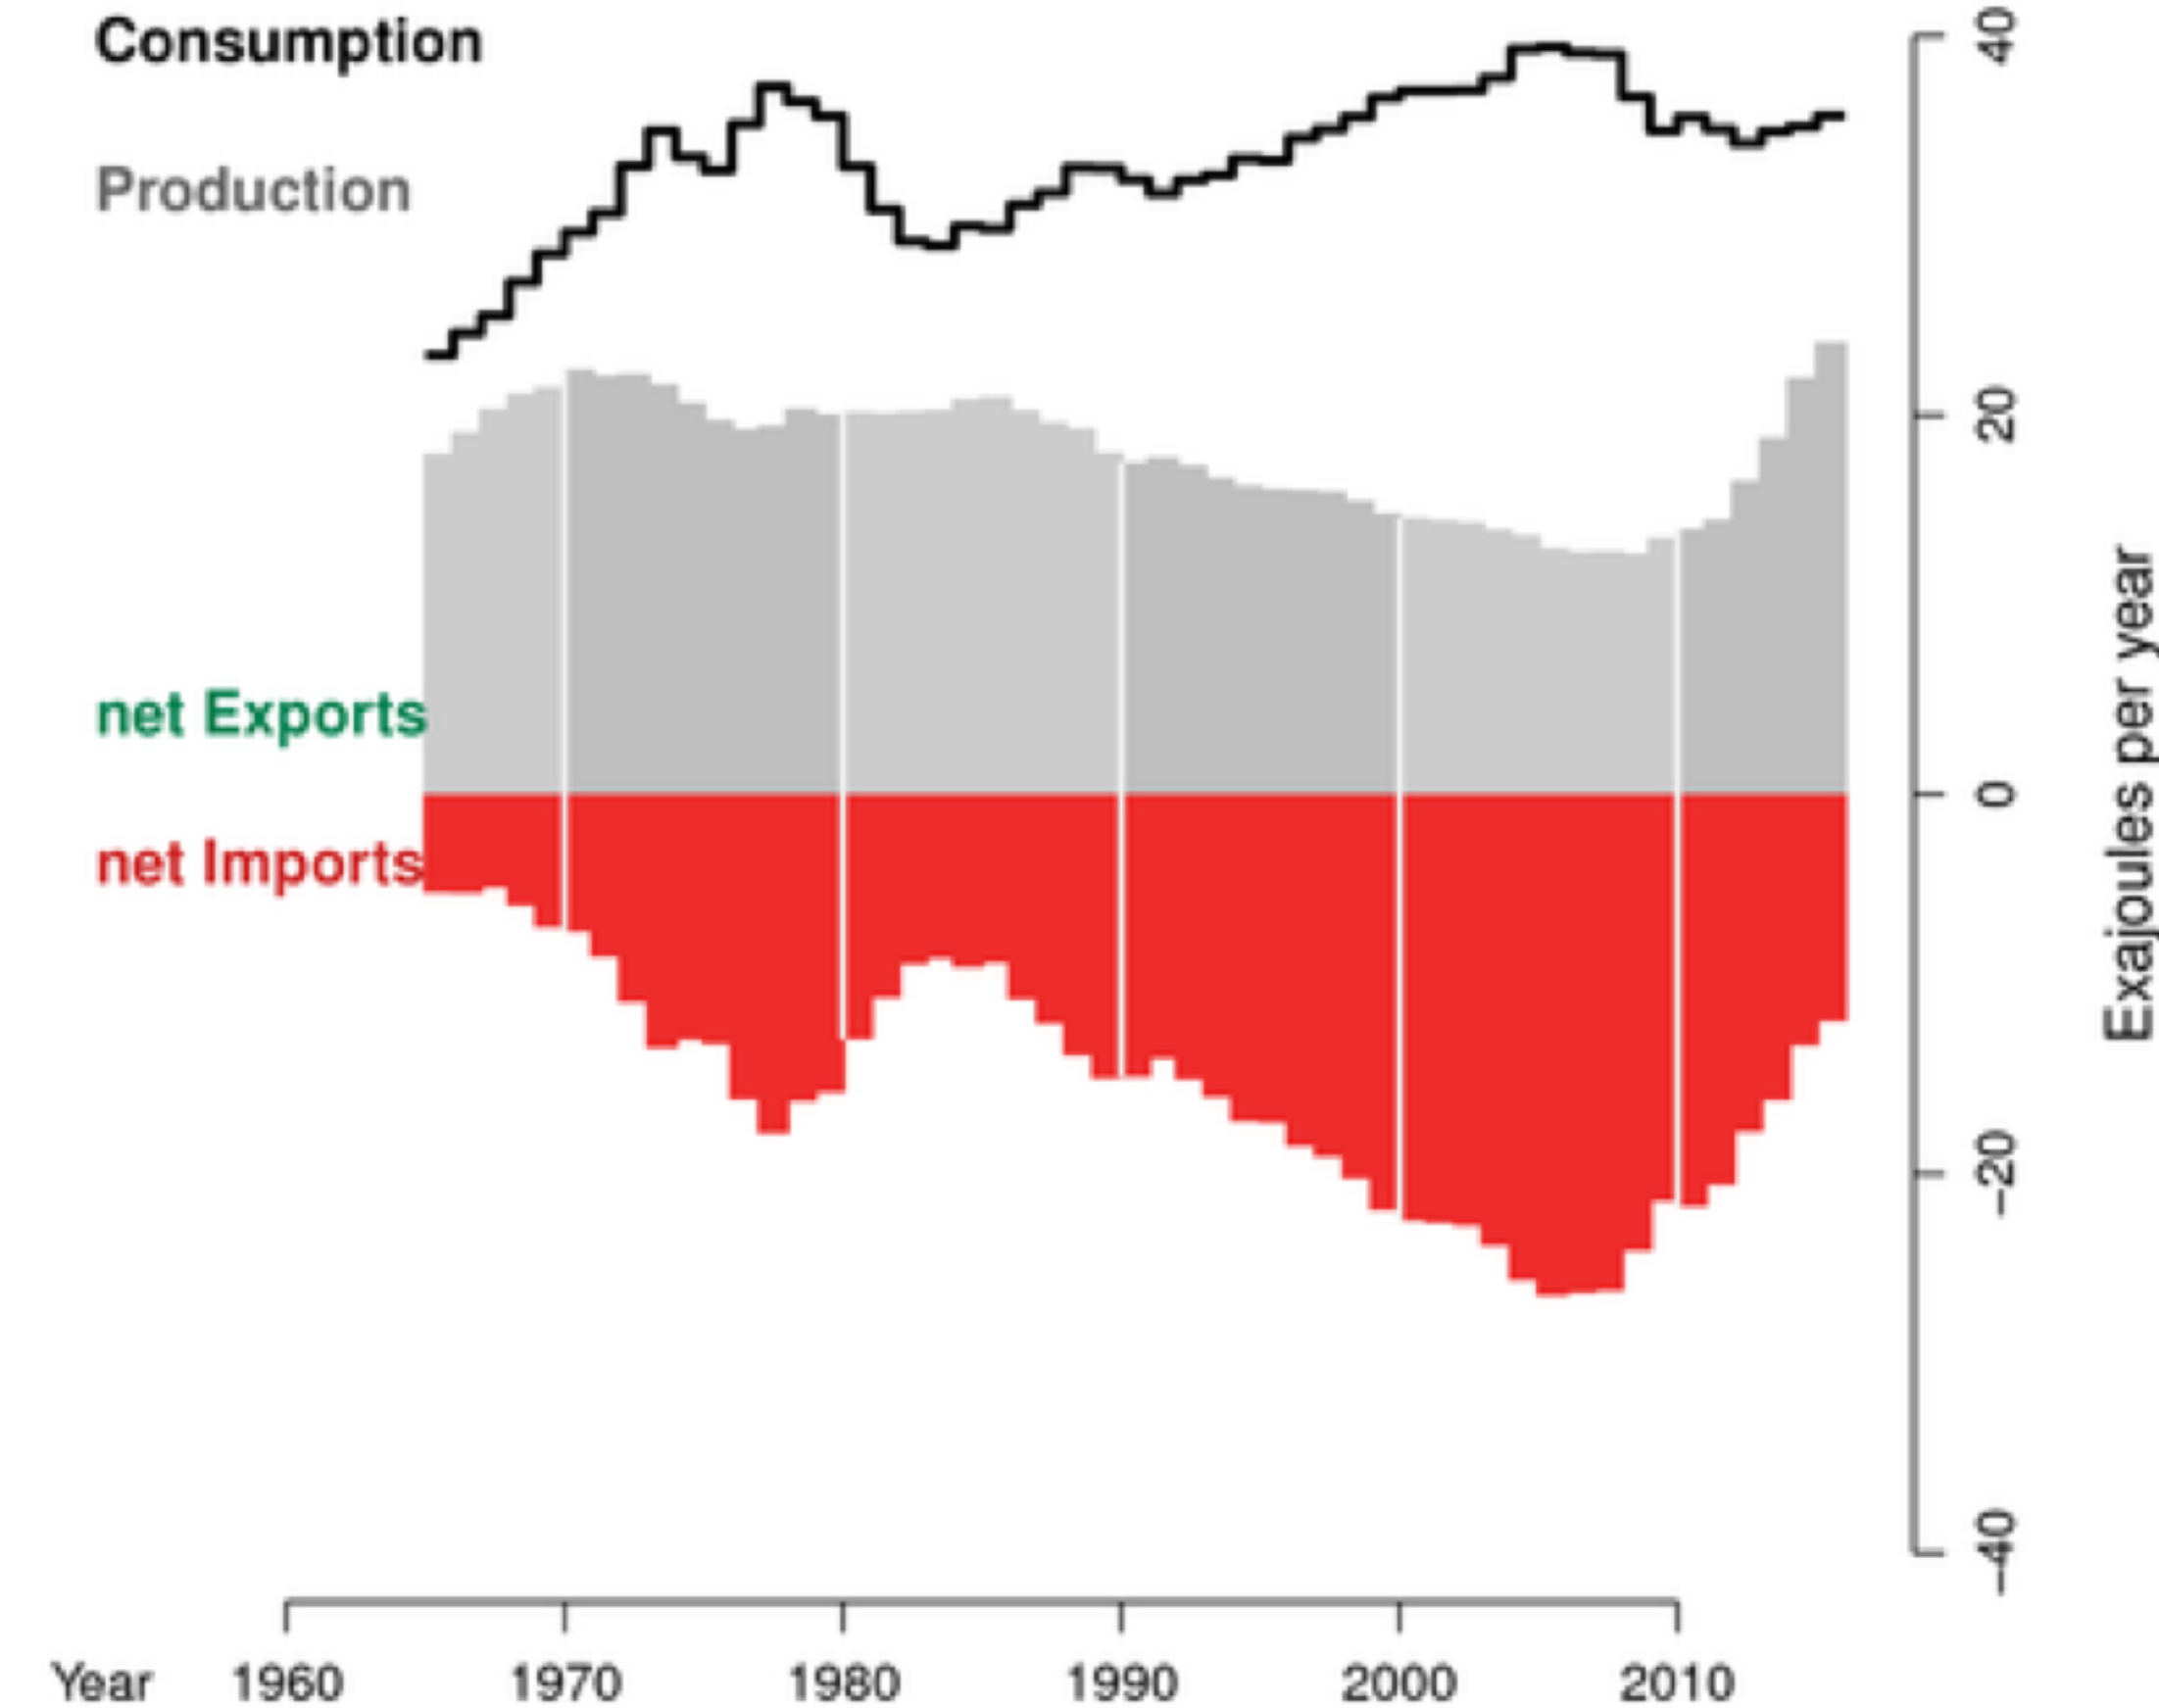 Consumption
Production
net Exports
net Imports
40
20
0
−20
−40
Exajoules per year
Year 1960 1970 1980 1990 2000 2010